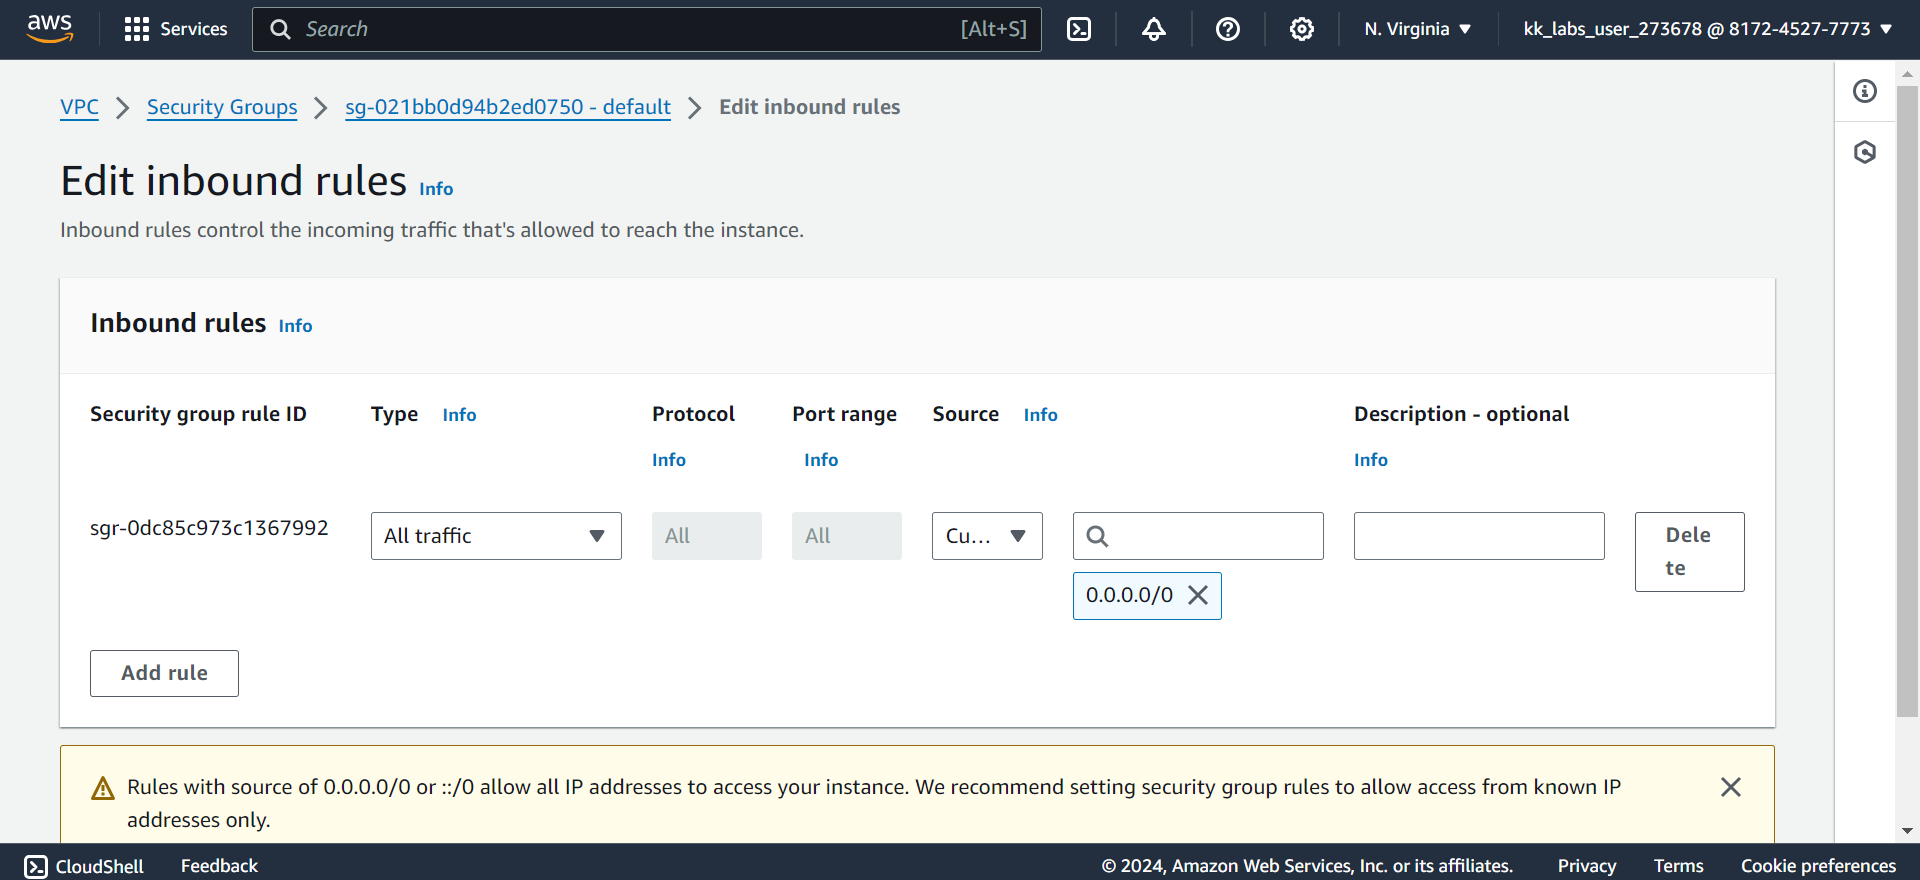 aws Services Search [Alt+S] N. Virginia kk_labs_user_273678 @ 8172-4527-7773
VPC Security Groups sg-021bb0d94b2ed0750 - default Edit inbound rules
Edit inbound rules Info
Inbound rules control the incoming traffic that's allowed to reach the instance.
Inbound rules Info
Security group rule ID Type Info Protocol Port range Source Info Description - optional
Info Info Info
sgr-0dc85c973c1367992 All traffic All All Cu... Dele
te
0.0.0.0/0
Add rule
Rules with source of 0.0.0.0/0 or ::/0 allow all IP addresses to access your instance. We recommend setting security group rules to allow access from known IP
addresses only.
CloudShell Feedback © 2024, Amazon Web Services, Inc. or its affiliates. Privacy Terms Cookie preferences